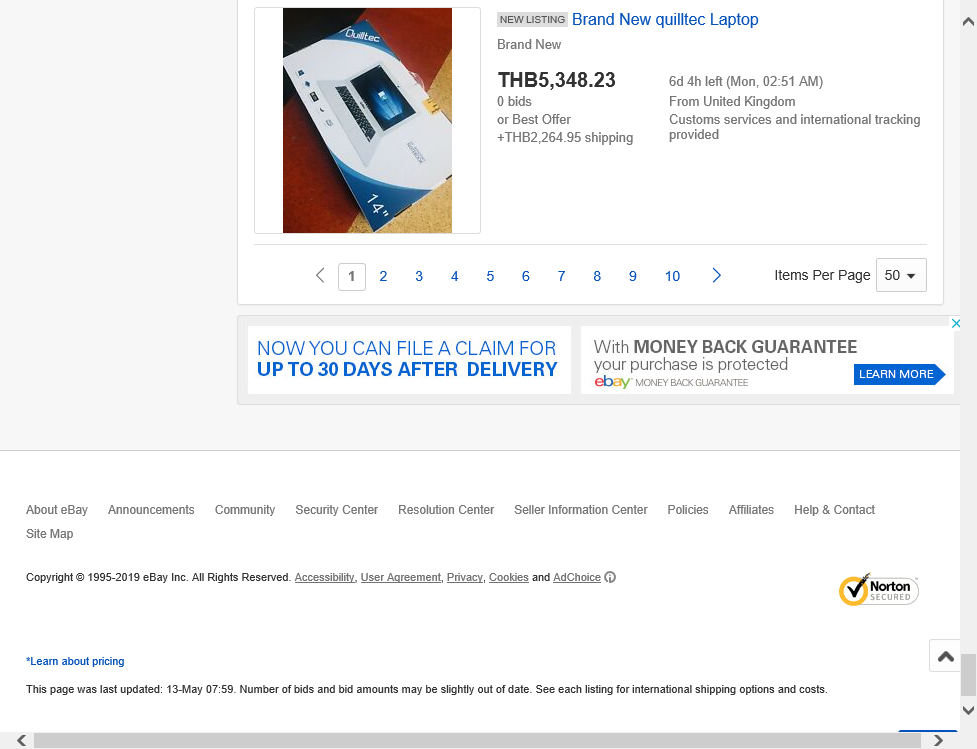 Quilltec
14"
NEW LISTING Brand New quilltec Laptop
Brand New
THB5,348.23
6d 4h left (Mon, 02:51 AM)
0 bids
From United Kingdom
or Best Offer
Customs services and international tracking provided
+THB2,264.95 shipping
1 2 3 4 5 6 7 8 9 10
Items Per Page 50
NOW YOU CAN FILE A CLAIM FOR
UP TO 30 DAYS AFTER DELIVERY
With MONEY BACK GUARANTEE
your purchase is protected
ebay MONEY BACK GUARANTEE
LEARN MORE
About eBay Announcements Community Security Center Resolution Center Seller Information Center Policies Affiliates Help & Contact
Site Map
Copyright © 1995-2019 eBay Inc. All Rights Reserved. Accessibility, User Agreement, Privacy, Cookies and AdChoice
Norton
SECURED
*Learn about pricing
This page was last updated: 13-May 07:59. Number of bids and bid amounts may be slightly out of date. See each listing for international shipping options and costs.